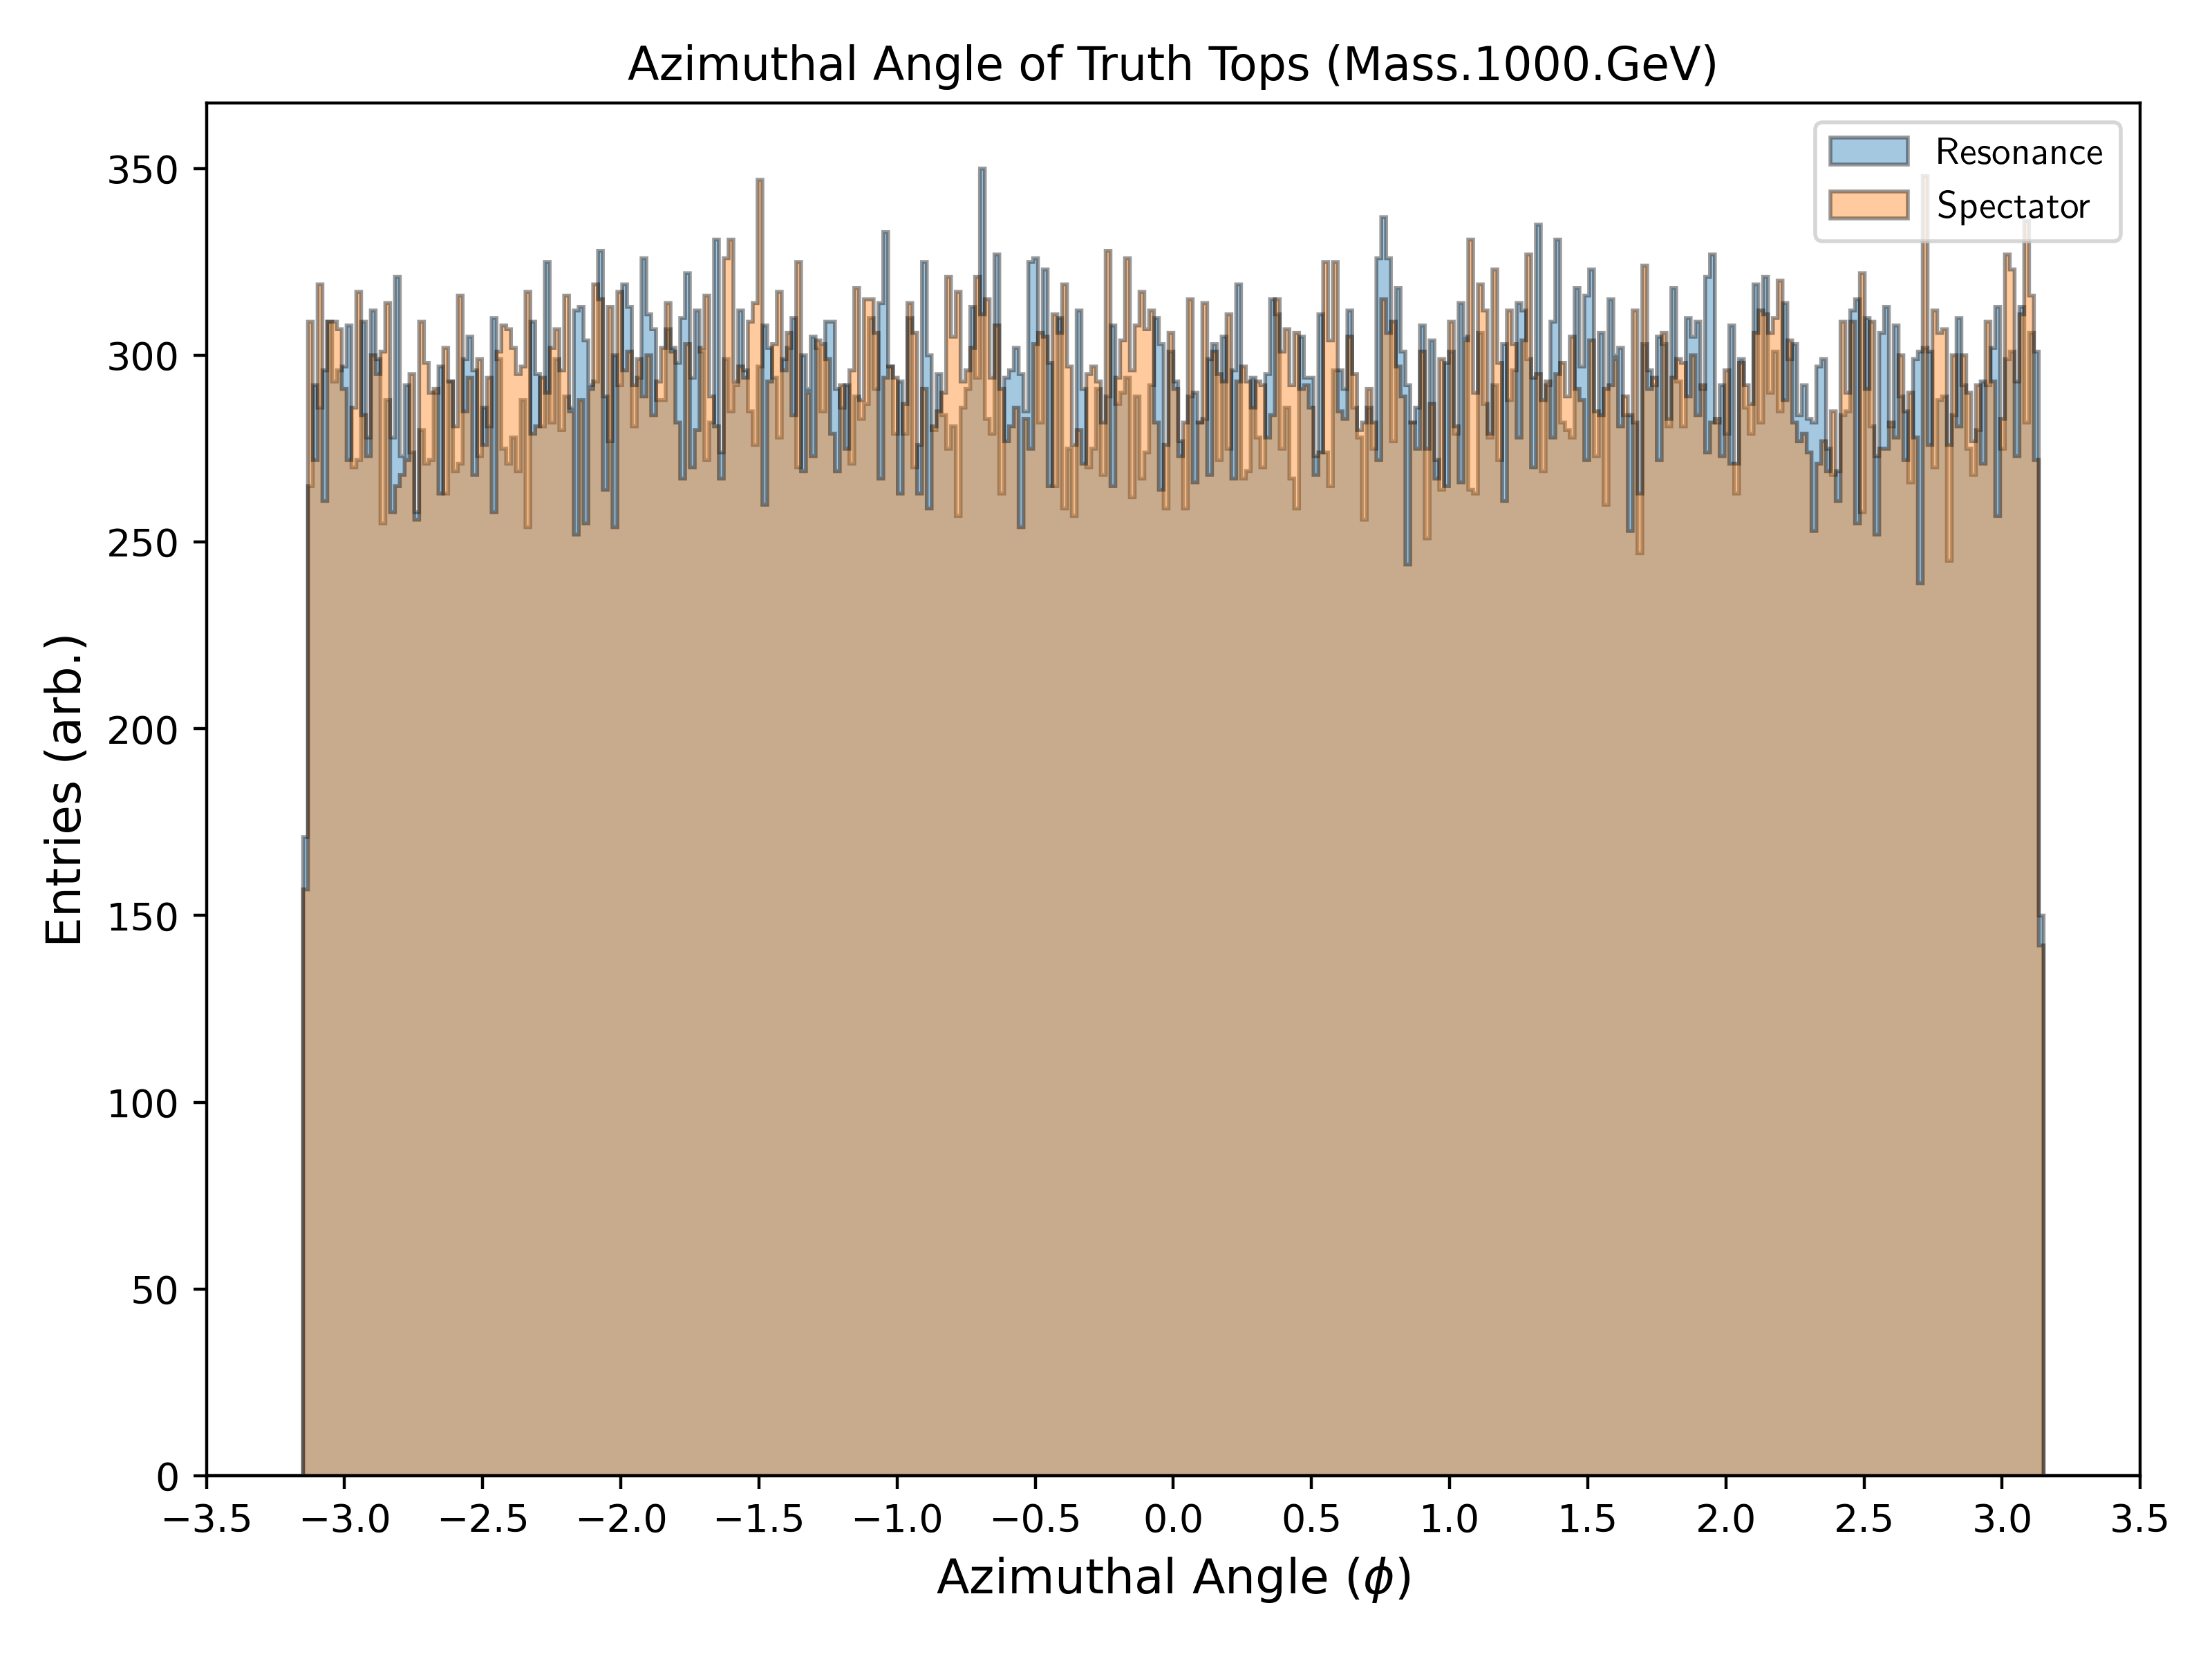 Azimuthal Angle of Truth Tops (Mass.1000.GeV)
Resonance
Spectator
350
300
250
200
150
100
50
0
Entries (arb.)
−3.5 −3.0 −2.5 −2.0 −1.5 −1.0 −0.5 0.0 0.5 1.0 1.5 2.0 2.5 3.0 3.5
Azimuthal Angle (ϕ)